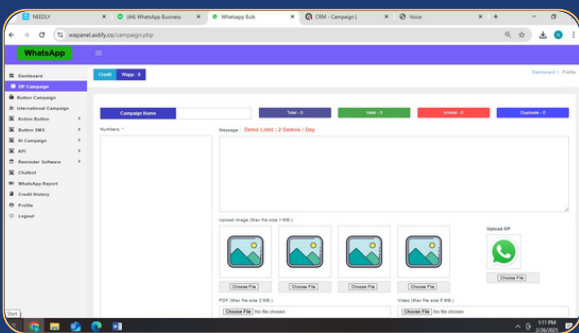 NEEDLY
(44) WhatsApp Business
Whatsapp Bulk
CRM - Campaign |
Voice
wapanel.aidify.co/campaign.php
WhatsApp
Credit Wapp : 0
Dashboard / Profile
Dashboard
DP Campaign
Button Campaign
International Campaign
Action Button
Button SMS
AI Campaign
API
Reminder Software
Chatbot
WhatsApp Report
Credit History
Profile
Logout
Campaign Name
Total : 0
Valid : 0
Invalid : 0
Duplicate : 0
Numbers *
Message : Demo Limit : 2 Demos / Day
Upload Image (Max file size 1 MB )
Upload DP
Choose File
Choose File
Choose File
Choose File
Choose File
PDF (Max file size 3 MB )
Video (Max file size 5 MB )
Choose File No file chosen
Choose File No file chosen
Start
5:11 PM
2/28/2025